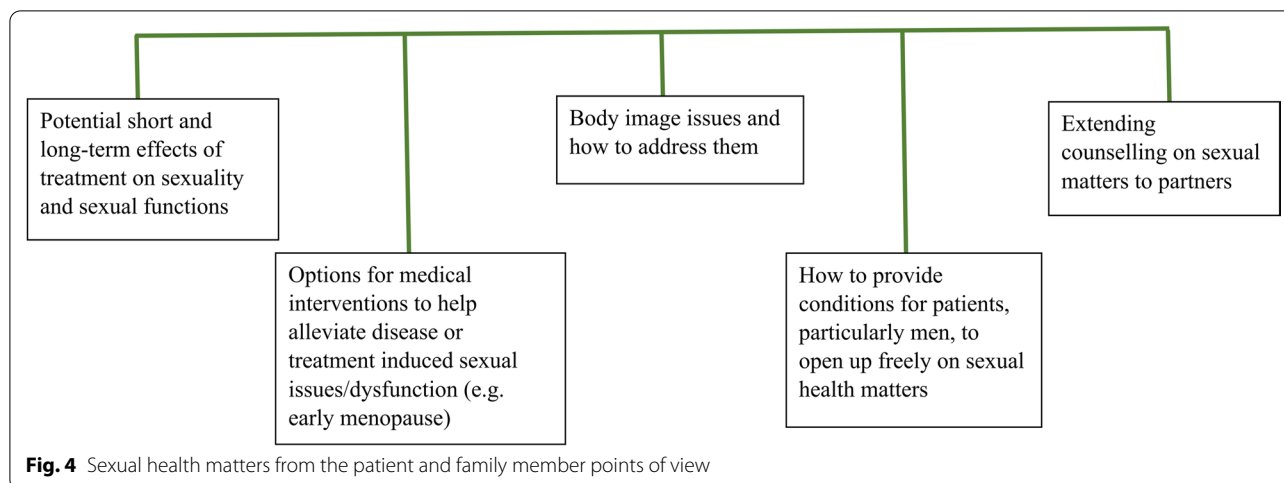 Potential short and
long-term effects of
treatment on sexuality
and sexual functions
Options for medical
interventions to help
alleviate disease or
treatment induced sexual
issues/dysfunction (e.g.
early menopause)
Body image issues and
how to address them
How to provide
conditions for patients,
particularly men, to
open up freely on sexual
health matters
Extending
counselling on sexual
matters to partners
Fig. 4 Sexual health matters from the patient and family member points of view